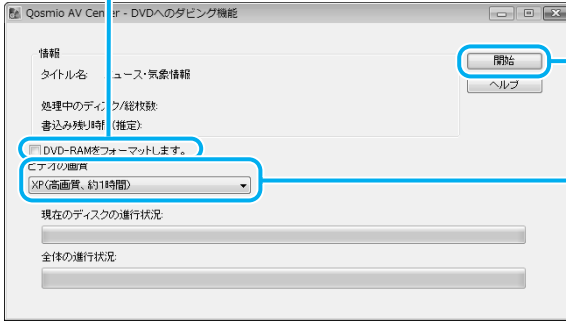 Qosmio AV Center - DVDへのダビング機能
情報
タイトル名 ュース・気象情報
処理中のディスク/総枚数:
書込み残り時間(推定):
開始
ヘルプ
DVD-RAMをフォーマットします。
ビデオの画質
XP(高画質、約1時間)
現在のディスクの進行状況:
全体の進行状況: